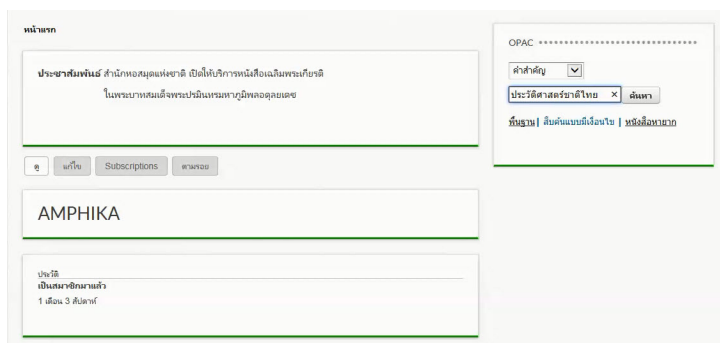 หน้าแรก
ประชาสัมพันธ์ สำนักหอสมุดแห่งชาติ เปิดให้บริการหนังสือเฉลิมพระเกียรติ
ในพระบาทสมเด็จพระปรมินทรมหาภูมิพลอดุลยเดช
ดู แก้ไข Subscriptions ตามรอย
AMPHIKA
ประวัติ
เป็นสมาชิกมาแล้ว
1 เดือน 3 สัปดาห์
OPAC
คำสำคัญ
ประวัติศาสตร์ชาติไทย × ค้นหา
พื้นฐาน | สืบค้นแบบมีเงื่อนไข | หนังสือหายาก